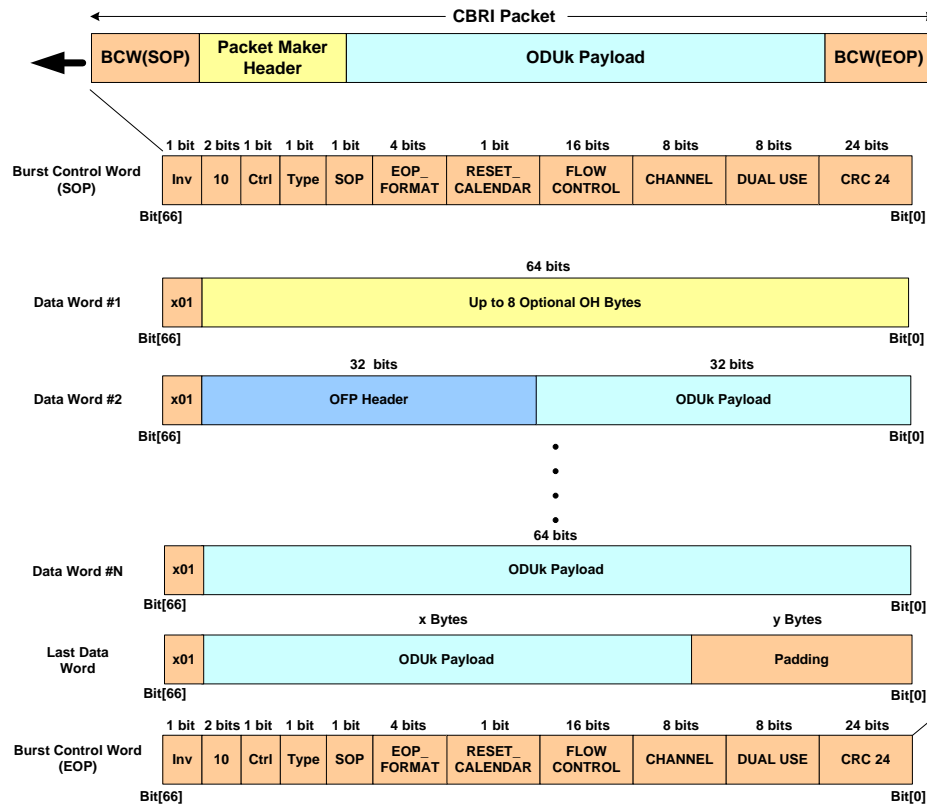 CBRI Packet
BCW(SOP) Packet Maker Header ODUk Payload BCW(EOP)
1 bit 2 bits 1 bit 1 bit 1 bit 4 bits 1 bit 16 bits 8 bits 8 bits 24 bits
Burst Control Word (SOP) Inv 10 Ctrl Type SOP EOP_ FORMAT RESET_ CALENDAR FLOW CONTROL CHANNEL DUAL USE CRC 24
Bit[66] Bit[0]
64 bits
Data Word #1 x01 Up to 8 Optional OH Bytes
Bit[66] Bit[0]
32 bits 32 bits
Data Word #2 x01 OFP Header ODUk Payload
Bit[66] Bit[0]
64 bits
Data Word #N x01 ODUk Payload
Bit[66] Bit[0]
x Bytes y Bytes
Last Data Word x01 ODUk Payload Padding
Bit[66] Bit[0]
1 bit 2 bits 1 bit 1 bit 1 bit 4 bits 1 bit 16 bits 8 bits 8 bits 24 bits
Burst Control Word (EOP) Inv 10 Ctrl Type SOP EOP_ FORMAT RESET_ CALENDAR FLOW CONTROL CHANNEL DUAL USE CRC 24
Bit[66] Bit[0]